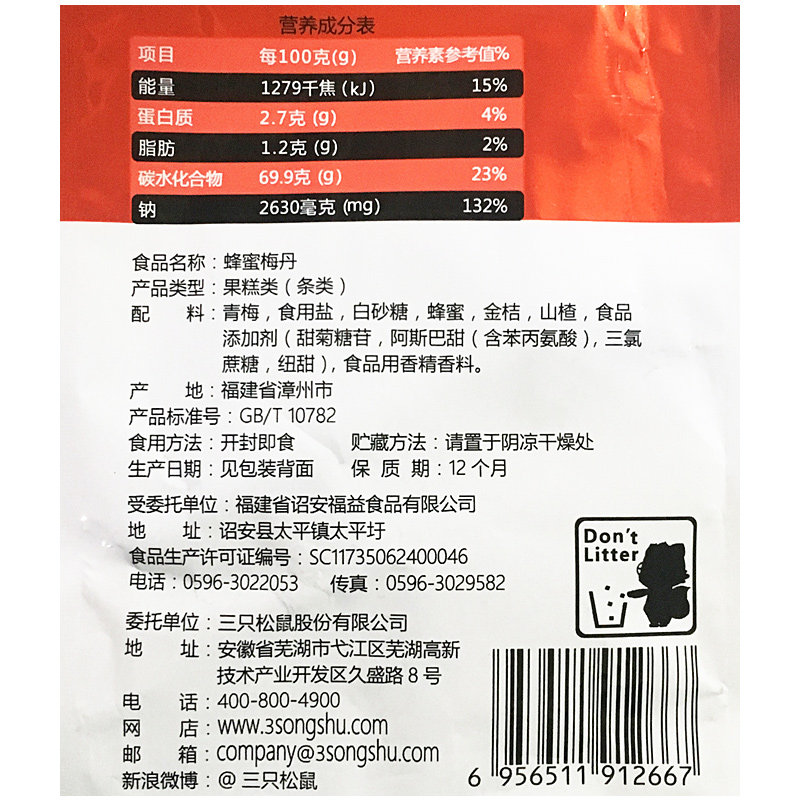 营养成分表
项目 每100克(g) 营养素参考值%
能量 1279千焦(kJ) 15%
蛋白质 2.7克(g) 4%
脂肪 1.2克(g) 2%
碳水化合物 69.9克(g) 23%
钠 2630毫克(mg) 132%
食品名称：蜂蜜梅丹
产品类型：果糕类（条类）
配 料：青梅，食用盐，白砂糖，蜂蜜，金桔，山楂，食品
添加剂（甜菊糖苷，阿斯巴甜（含苯丙氨酸），三氯
蔗糖，纽甜），食品用香精香料。
产 地：福建省漳州市
产品标准号：GB/T 10782
食用方法：开封即食 贮藏方法：请置于阴凉干燥处
生产日期：见包装背面 保 质 期：12个月
受委托单位：福建省诏安福益食品有限公司
地 址：诏安县太平镇太平圩
食品生产许可证编号：SC11735062400046
电话：0596-3022053 传真：0596-3029582
Don't
Litter
委托单位：三只松鼠股份有限公司
地 址：安徽省芜湖市弋江区芜湖高新
技术产业开发区久盛路8号
电 话：400-800-4900
网 店：www.3songshu.com
邮 箱：company@3songshu.com
新浪微博：@三只松鼠
6 956511 912667